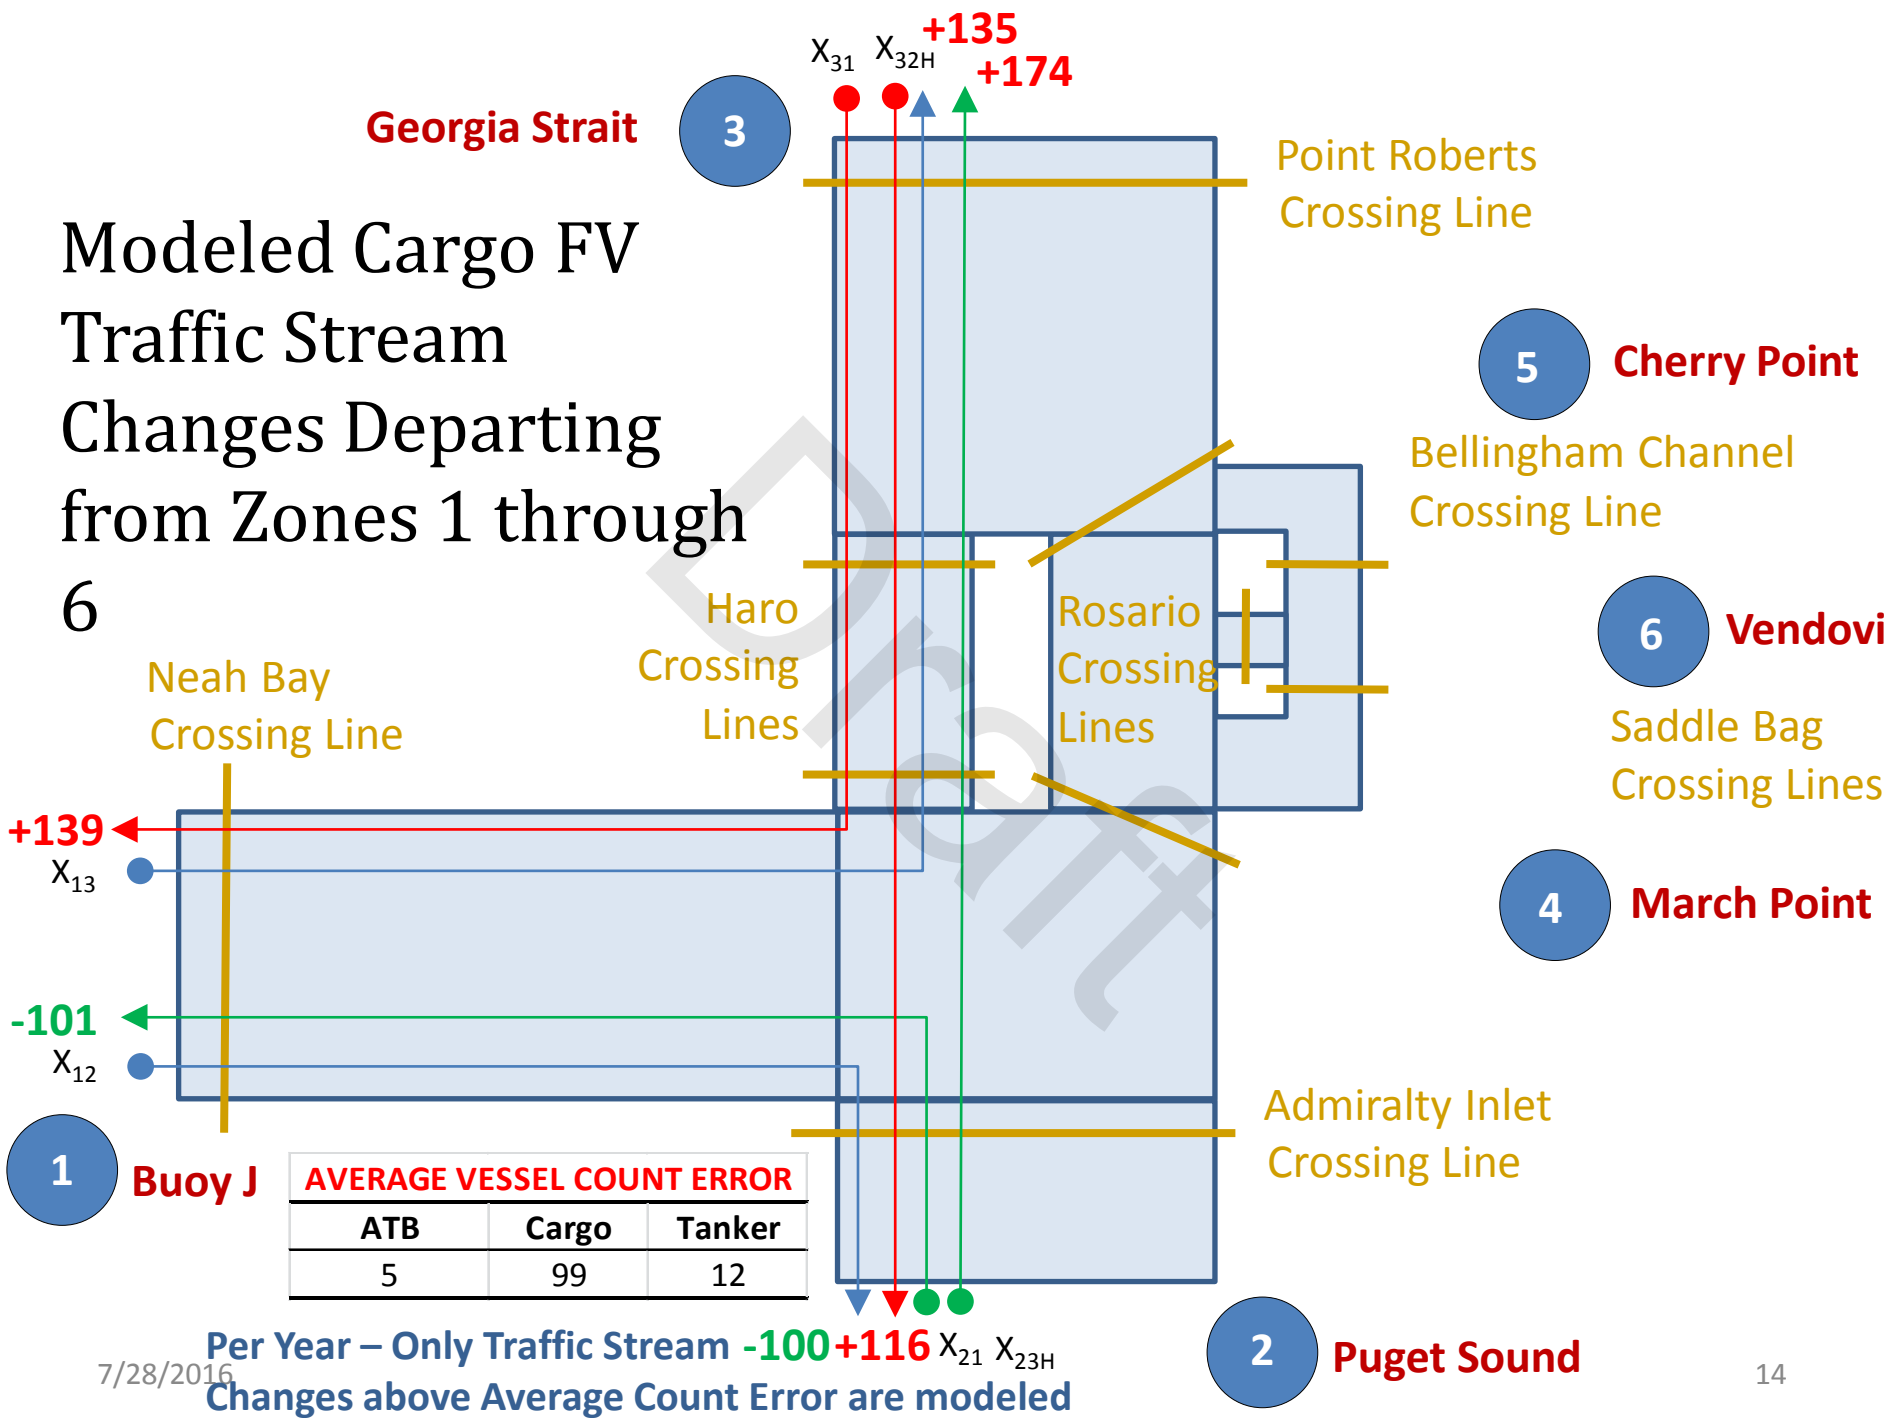 X31 X32H +135
+174
Georgia Strait 3
Point Roberts
Crossing Line
Modeled Cargo FV
Traffic Stream
Changes Departing
from Zones 1 through
6
5 Cherry Point
Bellingham Channel
Crossing Line
Haro
Crossing
Lines
Rosario
Crossing
Lines
6 Vendovi
Neah Bay
Crossing Line
Saddle Bag
Crossing Lines
+139
X13
4 March Point
-101
X12
Admiralty Inlet
Crossing Line
1 Buoy J
AVERAGE VESSEL COUNT ERROR
ATB Cargo Tanker
5 99 12
Per Year – Only Traffic Stream -100 +116 X21 X23H
Changes above Average Count Error are modeled
2 Puget Sound
7/28/2016
14
Draft